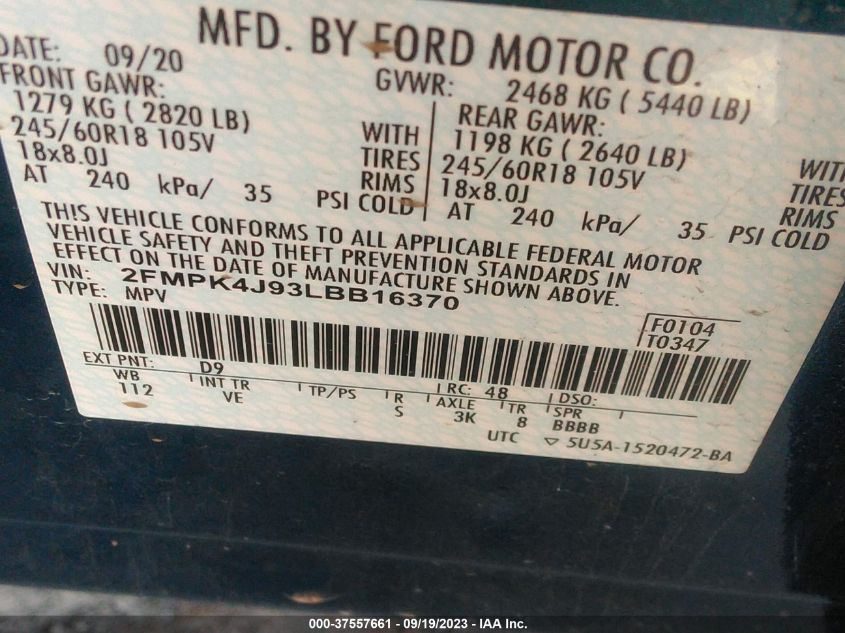 MFD. BY FORD MOTOR CO.
DATE: 09/20 GVWR: 2468 KG ( 5440 LB)
FRONT GAWR: REAR GAWR:
1279 KG ( 2820 LB) WITH 1198 KG ( 2640 LB) WITH
245/60R18 105V TIRES 245/60R18 105V TIRES
18x8.0J RIMS 18x8.0J RIMS
AT 240 kPa/ 35 PSI COLD AT 240 kPa/ 35 PSI COLD
THIS VEHICLE CONFORMS TO ALL APPLICABLE FEDERAL MOTOR
VEHICLE SAFETY AND THEFT PREVENTION STANDARDS IN
EFFECT ON THE DATE OF MANUFACTURE SHOWN ABOVE.
VIN: 2FMPK4J93LBB16370
TYPE: MPV
F0104
T0347
EXT PNT: D9 RC: 48 DSO:
WB INT TR TP/PS R AXLE TR SPR
112 VE S 3K 8 BBBB
UTC ▽ 5U5A-1520472-BA
000-37557661 - 09/19/2023 - IAA Inc.